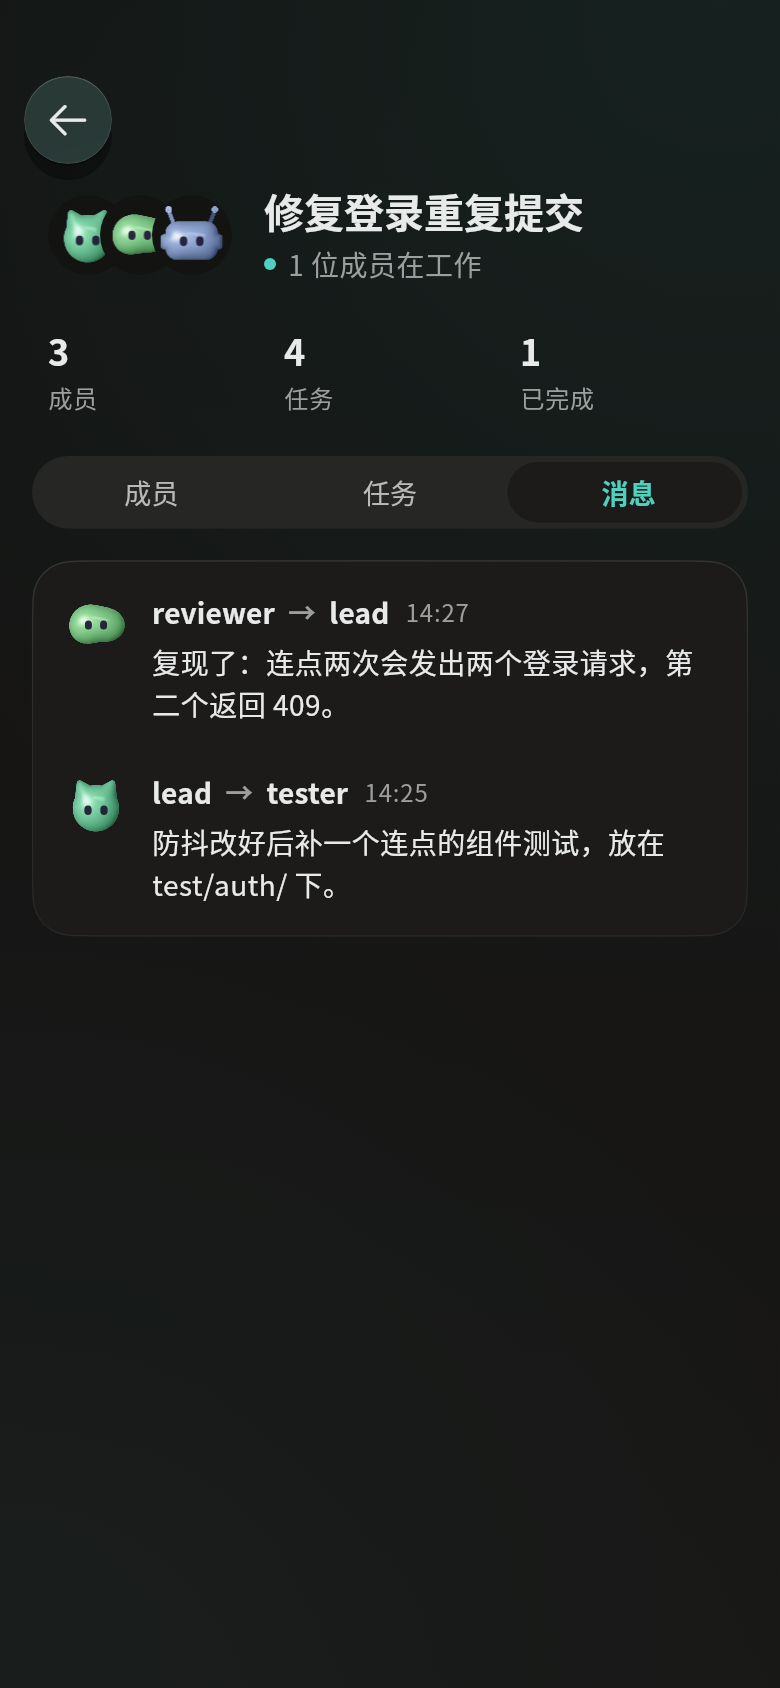 修复登录重复提交
1 位成员在工作
3
4
1
成员
任务
已完成
成员
任务
消息
reviewer → lead 14:27
复现了：连点两次会发出两个登录请求，第
二个返回 409。
lead → tester 14:25
防抖改好后补一个连点的组件测试，放在
test/auth/ 下。